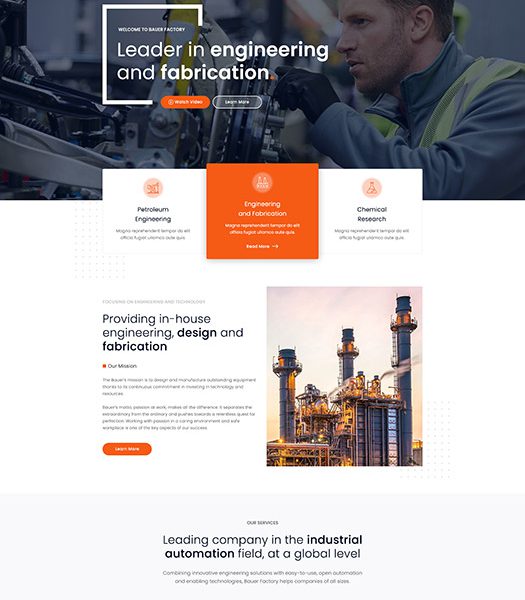 WELCOME TO BAUER FACTORY
Leader in engineering
and fabrication.
Watch Video
Learn More
Petroleum
Engineering
Magna reprehenderit tempor do elit
officia fugiat ullamco aute quis.
Engineering
and Fabrication
Magna reprehenderit tempor do elit
officia fugiat ullamco aute quis.
Read More
Chemical
Research
Magna reprehenderit tempor do elit
officia fugiat ullamco aute quis.
FOCUSING ON ENGINEERING AND TECHNOLOGY
Providing in-house
engineering, design and
fabrication
Our Mission
The Bauer's mission is to design and manufacture outstanding equipment
thanks to its continuous commitment in investing in technology and
resources.
Bauer's motto, passion at work, makes all the difference: it separates the
extraordinary from the ordinary and pushes towards a relentless quest for
perfection. Working with passion in a caring environment and safe
workplace is one of the key aspects of our success.
Learn More
OUR SERVICES
Leading company in the industrial
automation field, at a global level
Combining innovative engineering solutions with easy-to-use, open automation
and enabling technologies, Bauer Factory helps companies of all sizes.